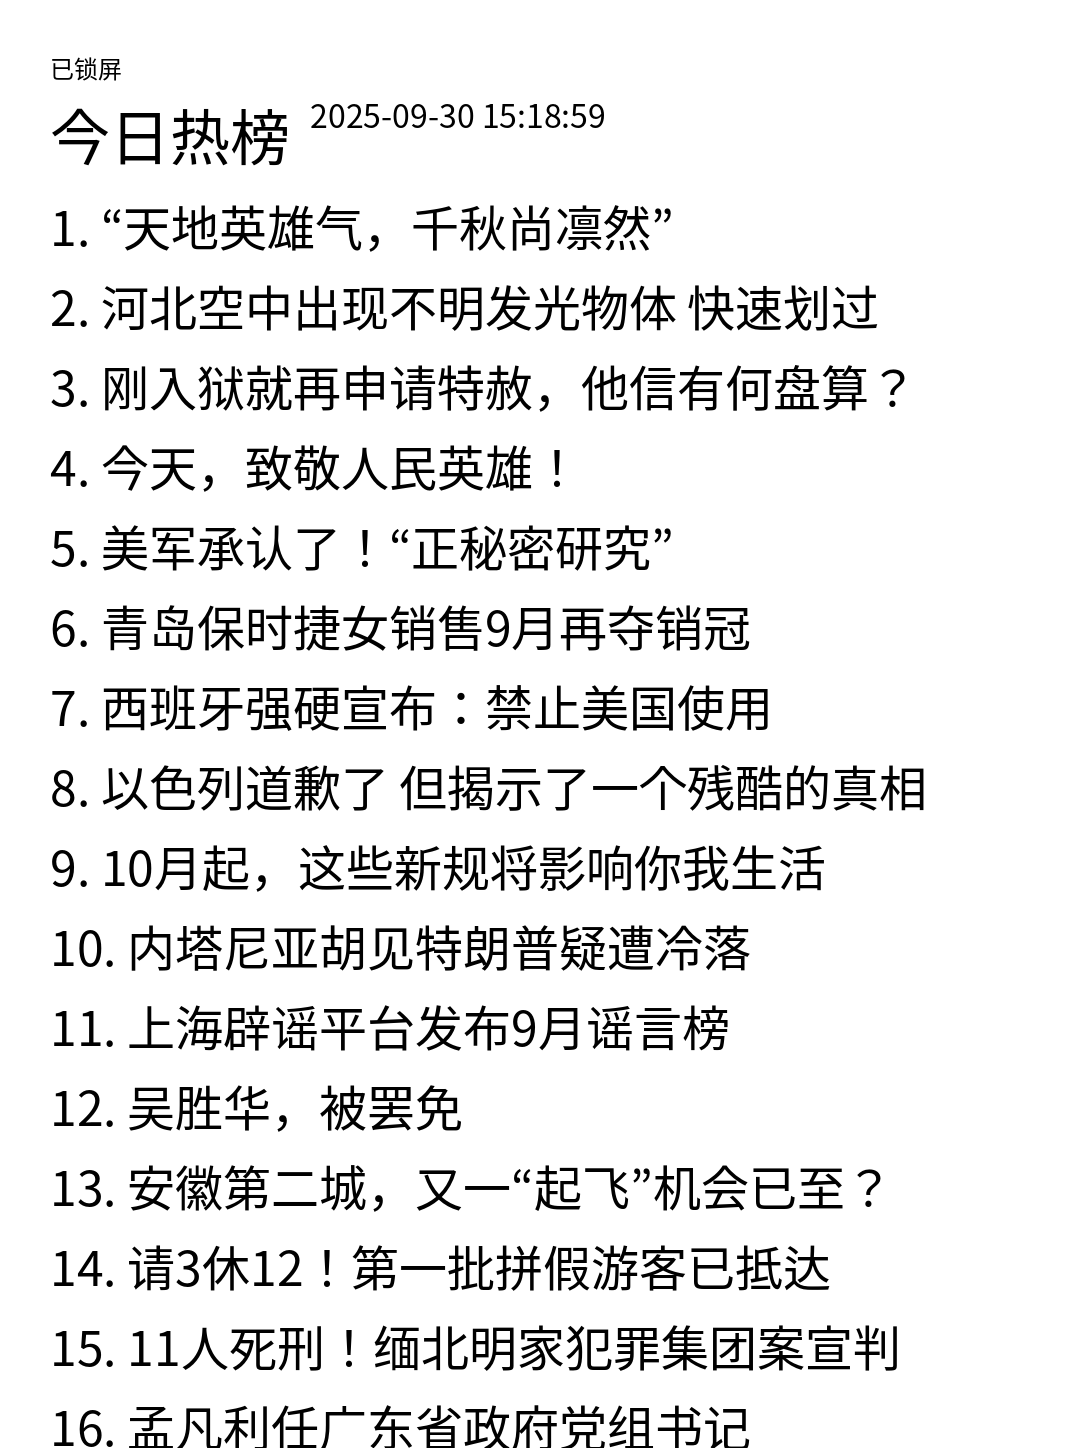 已锁屏
今日热榜 2025-09-30 15:18:59
1. “天地英雄气，千秋尚凛然”
2. 河北空中出现不明发光物体 快速划过
3. 刚入狱就再申请特赦，他信有何盘算？
4. 今天，致敬人民英雄！
5. 美军承认了！“正秘密研究”
6. 青岛保时捷女销售9月再夺销冠
7. 西班牙强硬宣布：禁止美国使用
8. 以色列道歉了 但揭示了一个残酷的真相
9. 10月起，这些新规将影响你我生活
10. 内塔尼亚胡见特朗普疑遭冷落
11. 上海辟谣平台发布9月谣言榜
12. 吴胜华，被罢免
13. 安徽第二城，又一“起飞”机会已至？
14. 请3休12！第一批拼假游客已抵达
15. 11人死刑！缅北明家犯罪集团案宣判
16. 孟凡利任广东省政府党组书记